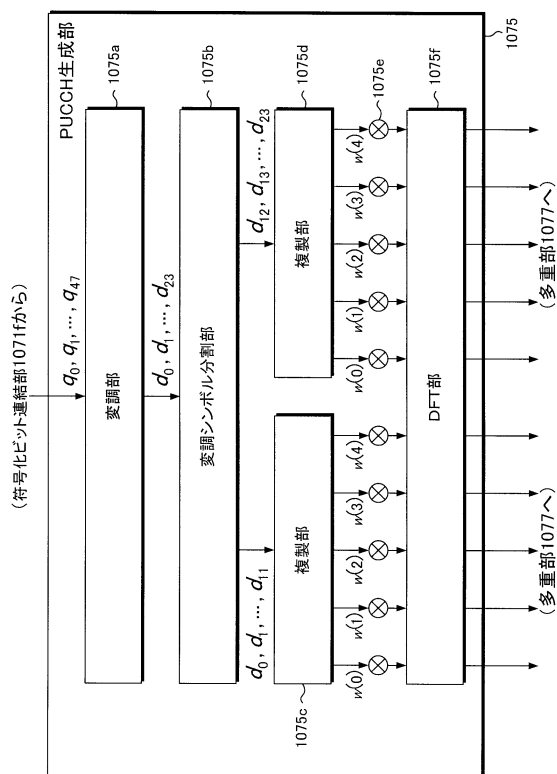 (符号化ビット連結部1071fから)
PUCCH生成部
q0, q1, …, q47
変調部
1075a
d0, d1, …, d23
変調シンボル分割部
1075b
d0, d1, …, d11
d12, d13, …, d23
1075c
複製部
複製部
1075d
w(0)
w(1)
w(2)
w(3)
w(4)
w(0)
w(1)
w(2)
w(3)
w(4)
1075e
DFT部
1075f
1075
(多重部1077へ)
(多重部1077へ)